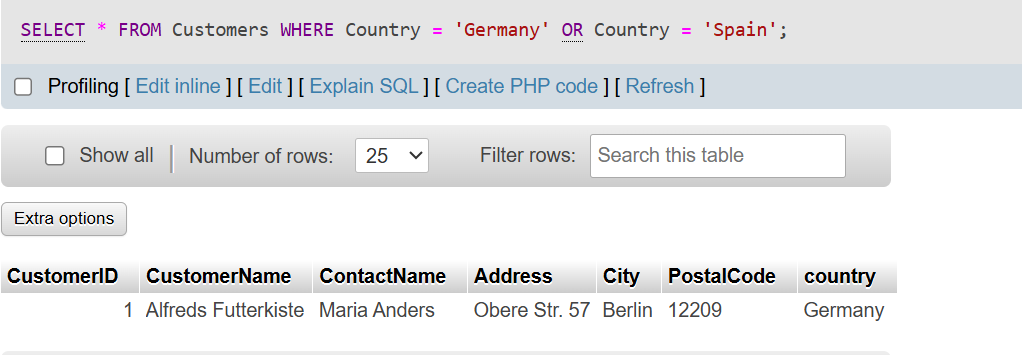 SELECT * FROM Customers WHERE Country = 'Germany' OR Country = 'Spain';
Profiling [ Edit inline ] [ Edit ] [ Explain SQL ] [ Create PHP code ] [ Refresh ]
Show all | Number of rows: 25 Filter rows: Search this table
Extra options
CustomerID CustomerName ContactName Address City PostalCode country
1 Alfreds Futterkiste Maria Anders Obere Str. 57 Berlin 12209 Germany